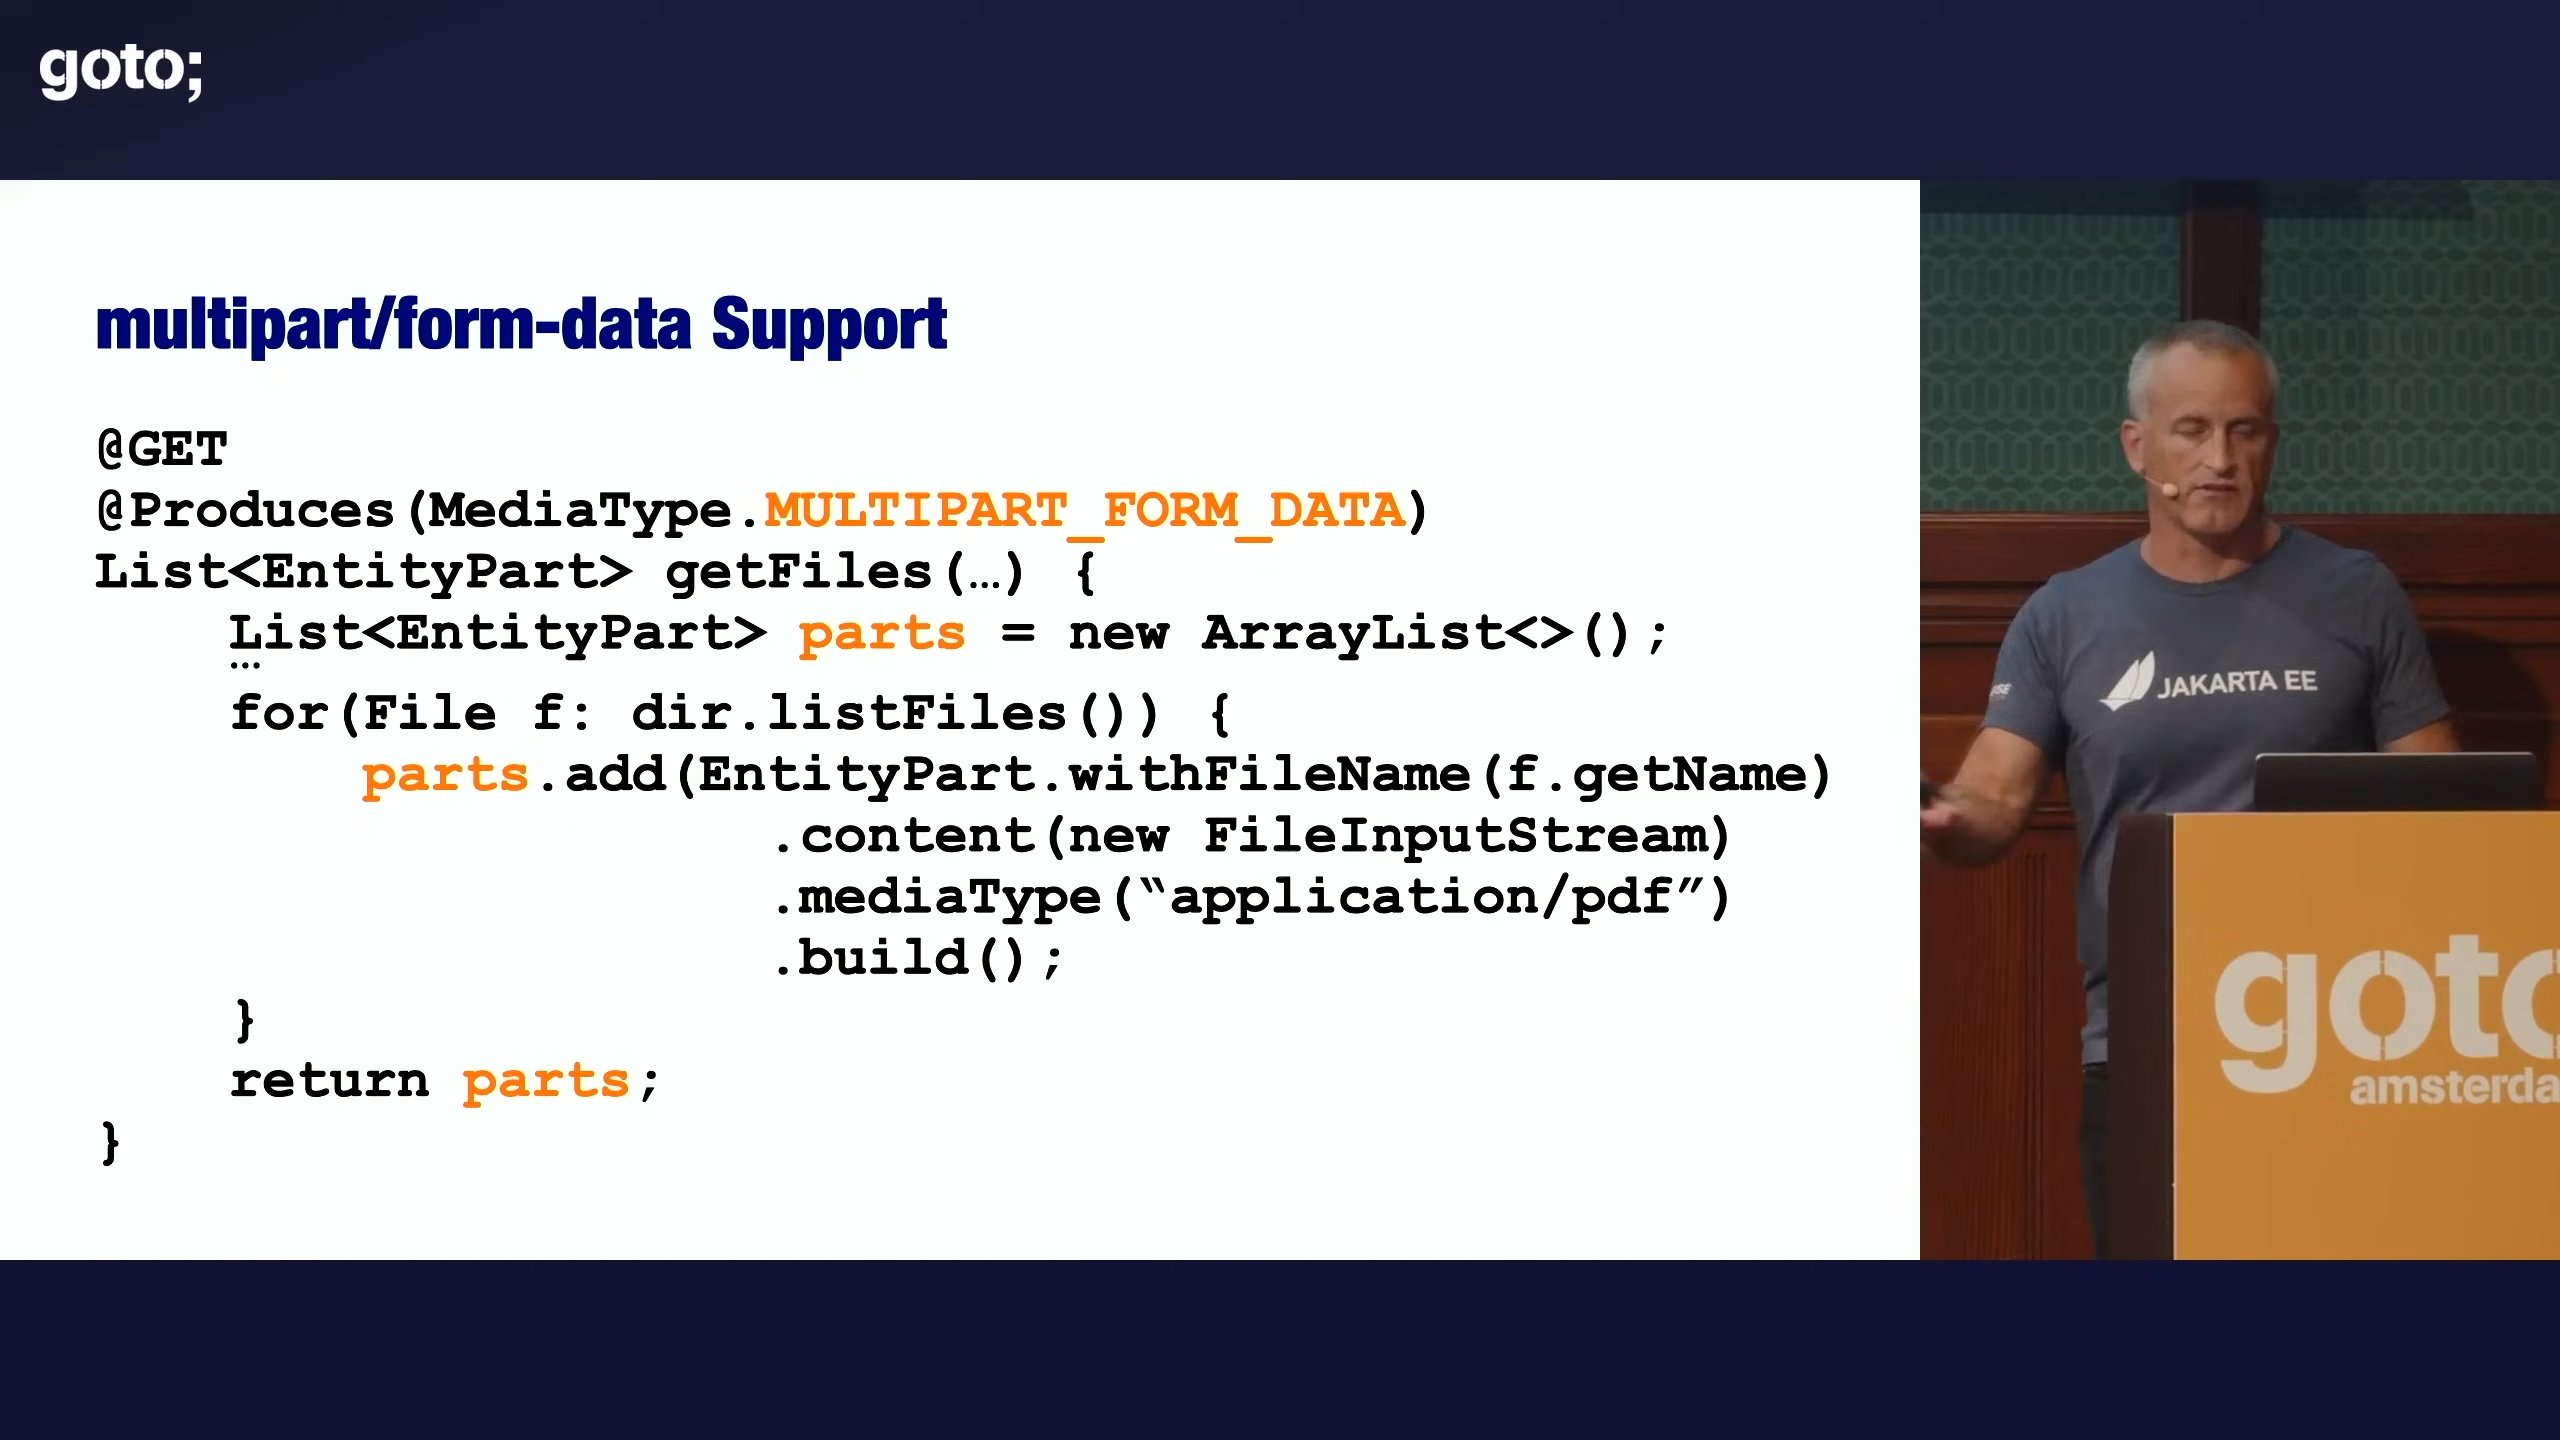 goto;
multipart/form-data Support
@GET
@Produces(MediaType.MULTIPART_FORM_DATA)
List<EntityPart> getFiles(…) {
    List<EntityPart> parts = new ArrayList<>();
    …
    for(File f: dir.listFiles()) {
        parts.add(EntityPart.withFileName(f.getName)
                    .content(new FileInputStream)
                    .mediaType(“application/pdf”)
                    .build();
    }
    return parts;
}
JAKARTA EE
goto
amsterda